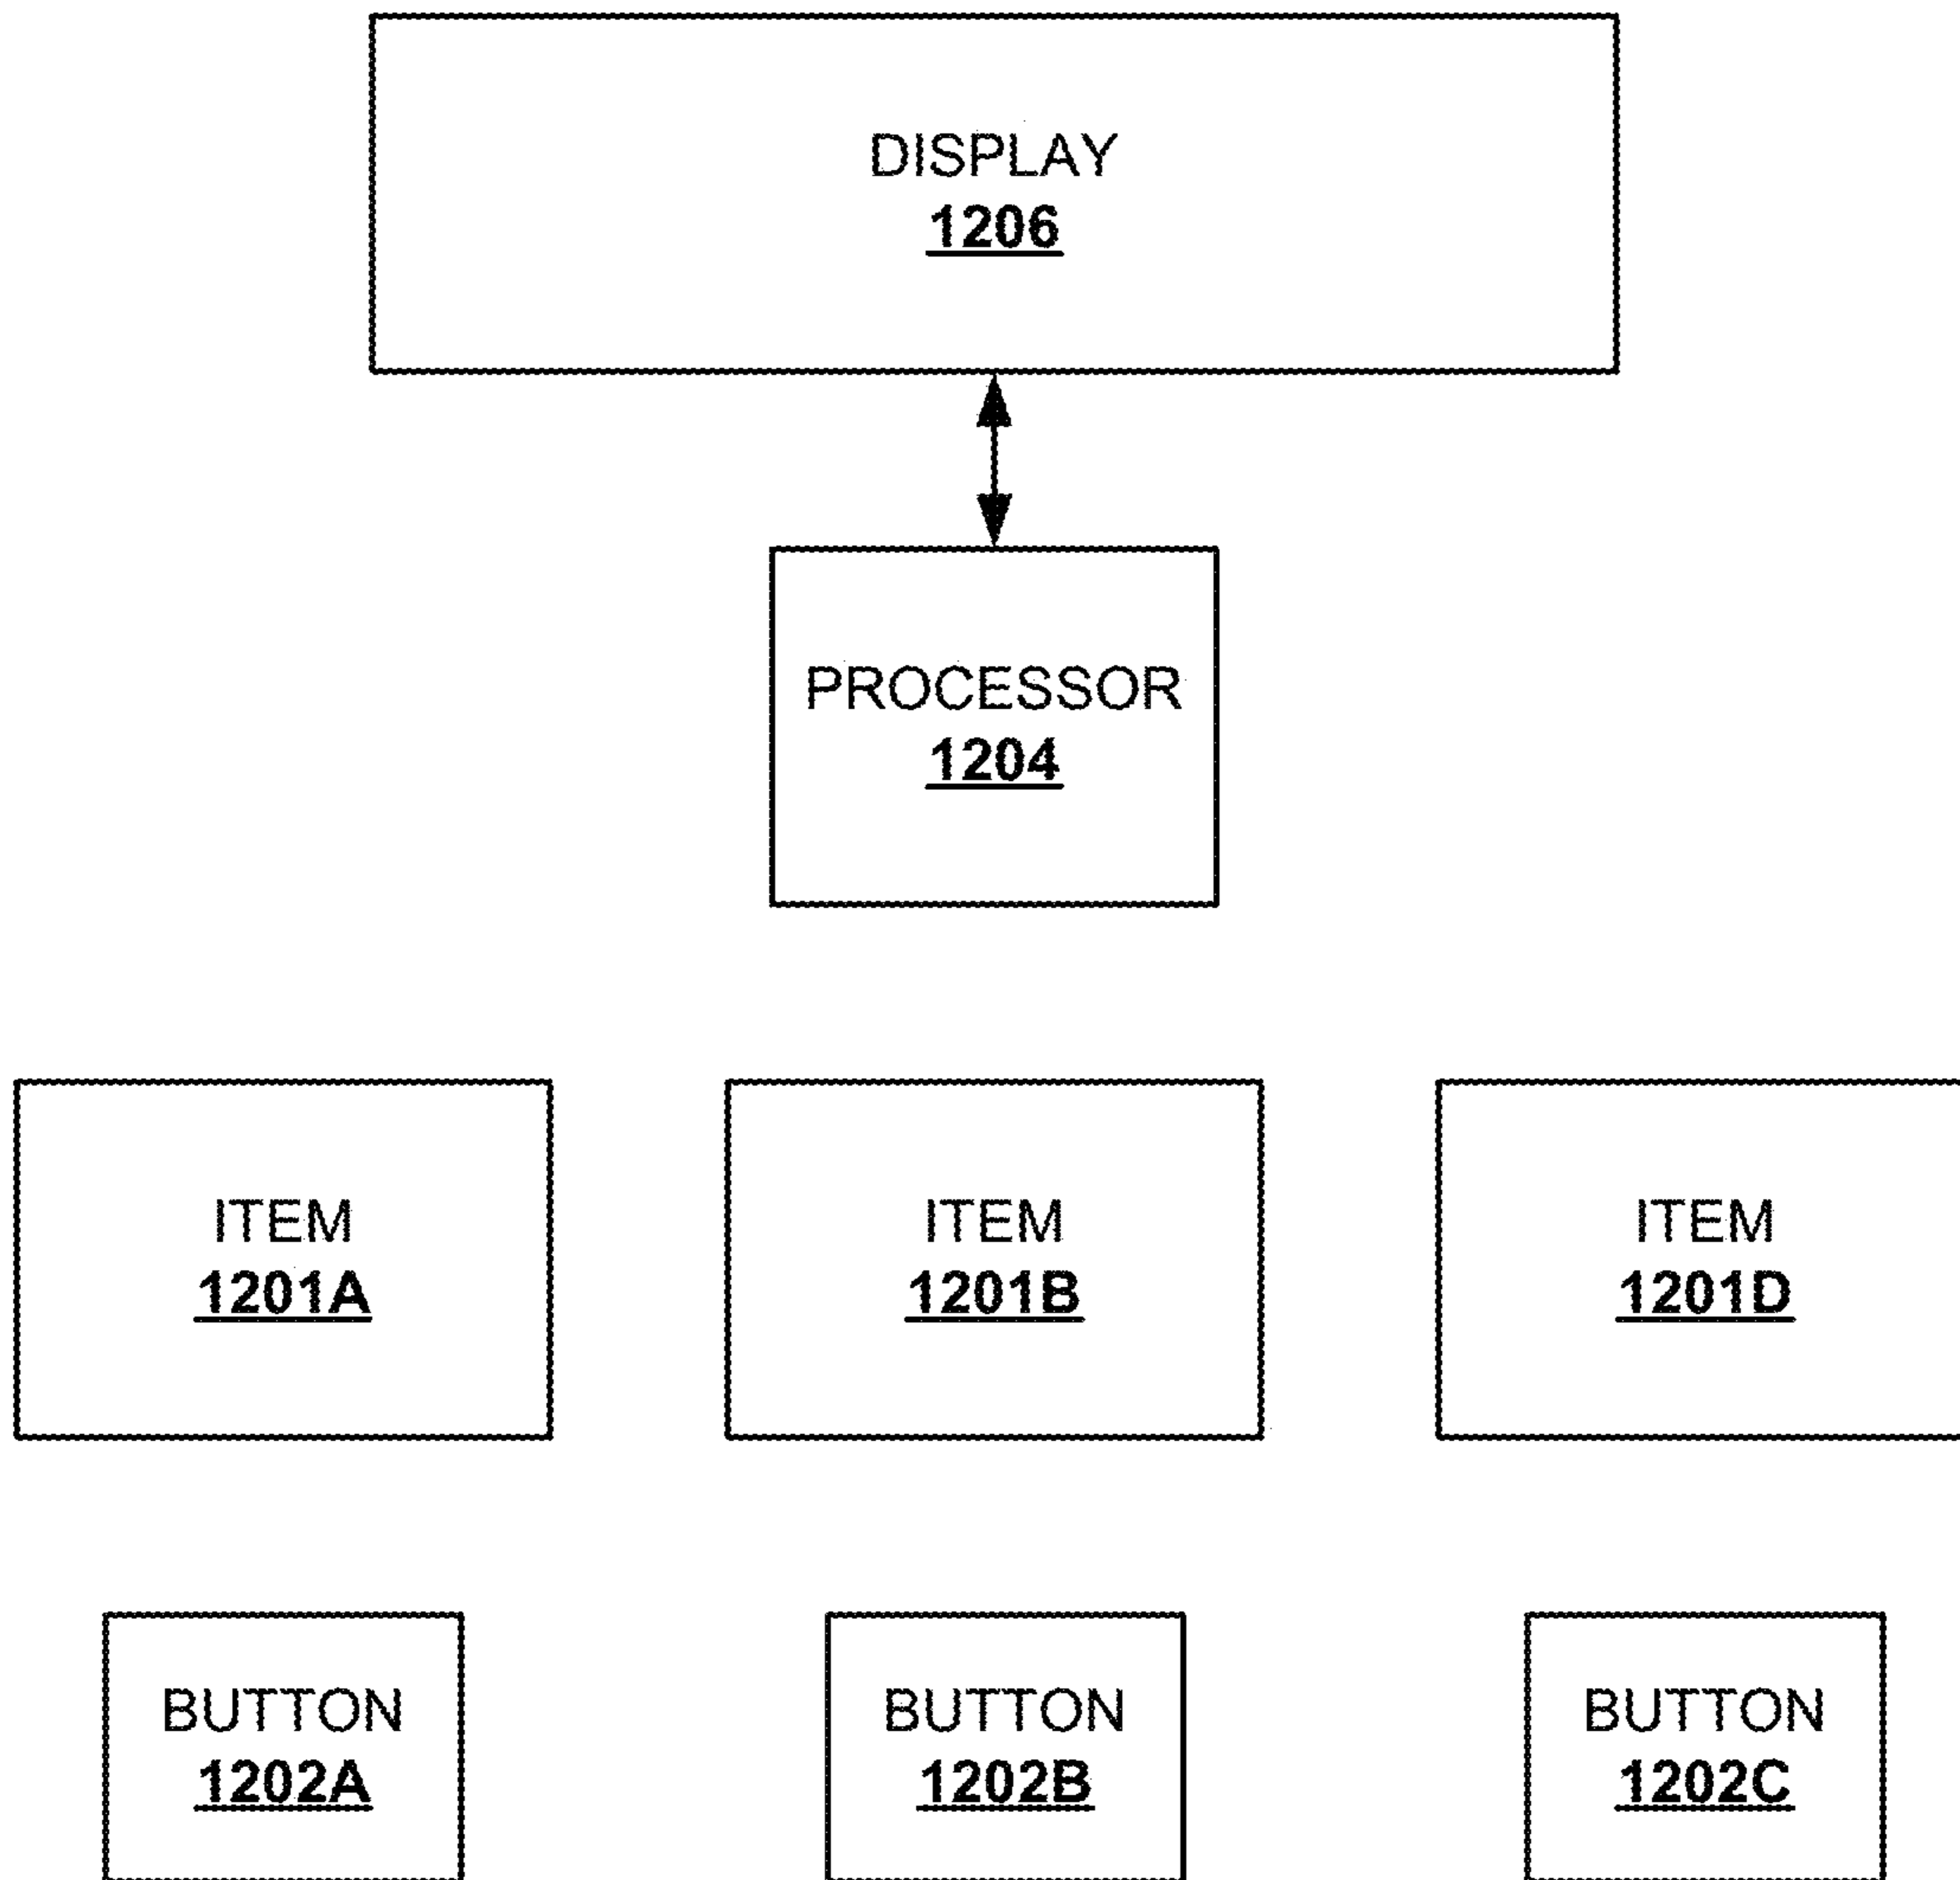 DISPLAY
1206
PROCESSOR
1204
ITEM
1201A
ITEM
1201B
ITEM
1201D
BUTTON
1202A
BUTTON
1202B
BUTTON
1202C